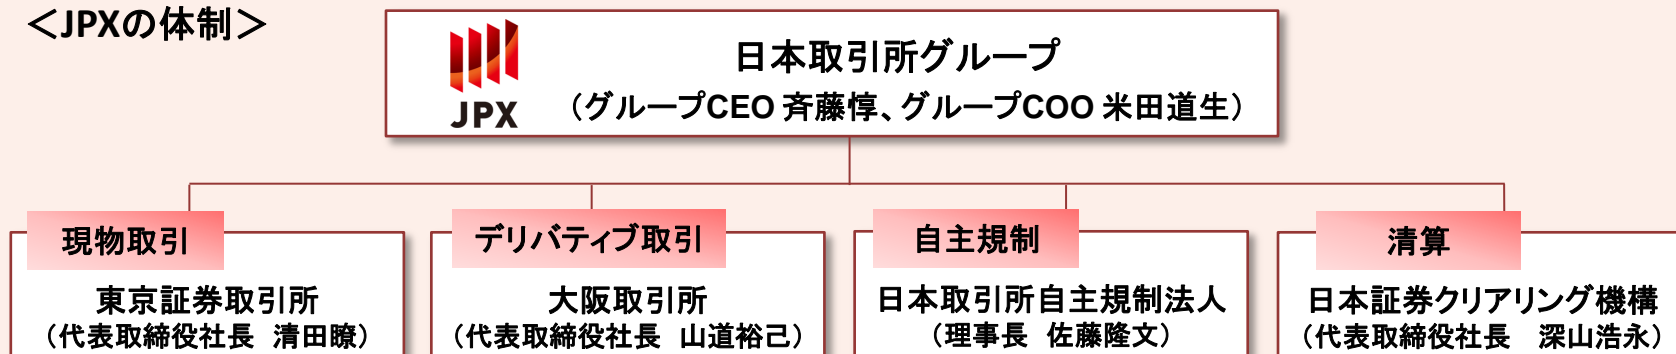 ＜JPXの体制＞
JPX
日本取引所グループ
（グループCEO 斉藤惇、グループCOO 米田道生）
現物取引
東京証券取引所
（代表取締役社長　清田瞭）
デリバティブ取引
大阪取引所
（代表取締役社長　山道裕己）
自主規制
日本取引所自主規制法人
（理事長　佐藤隆文）
清算
日本証券クリアリング機構
（代表取締役社長　深山浩永）